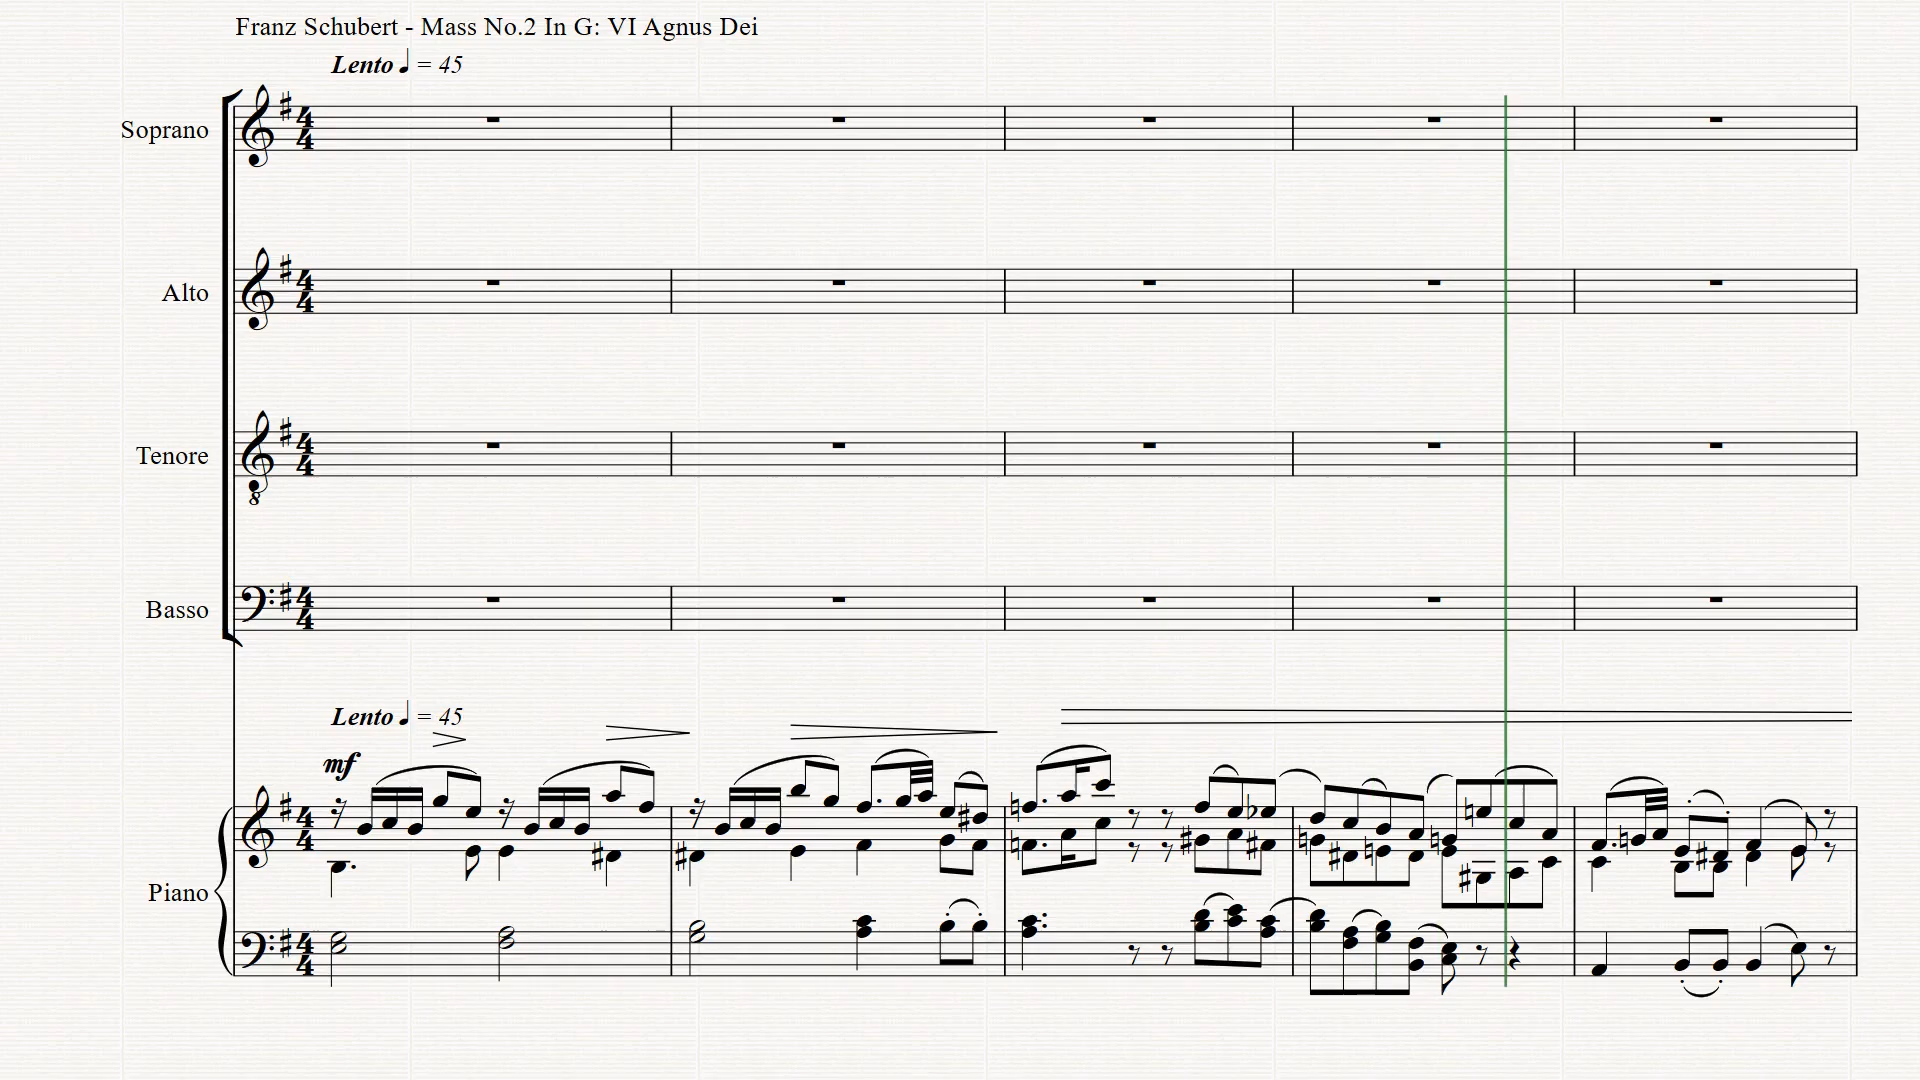 Franz Schubert - Mass No.2 In G: VI Agnus Dei
Lento ♩ = 45
Soprano
Alto
Tenore
8
Basso
Lento ♩ = 45
mf
Piano